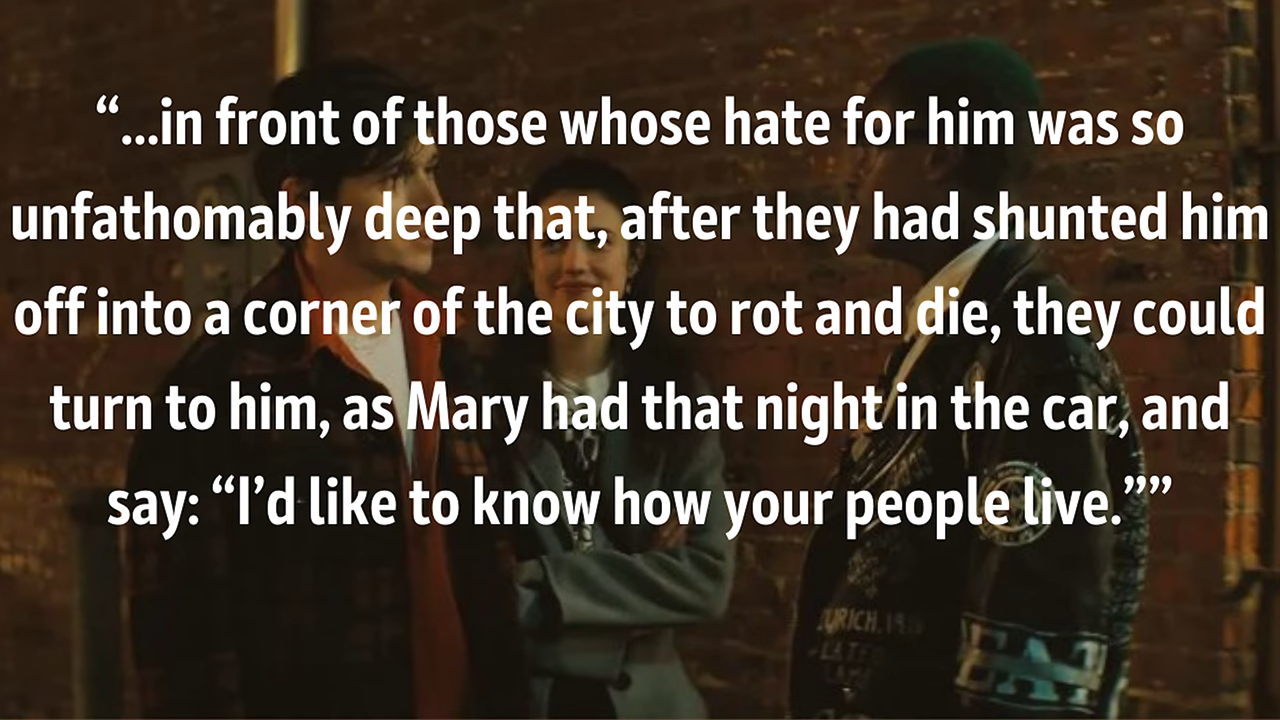 “...in front of those whose hate for him was so
unfathomably deep that, after they had shunted him
off into a corner of the city to rot and die, they could
turn to him, as Mary had that night in the car, and
say: “I’d like to know how your people live.””
ZURICH.